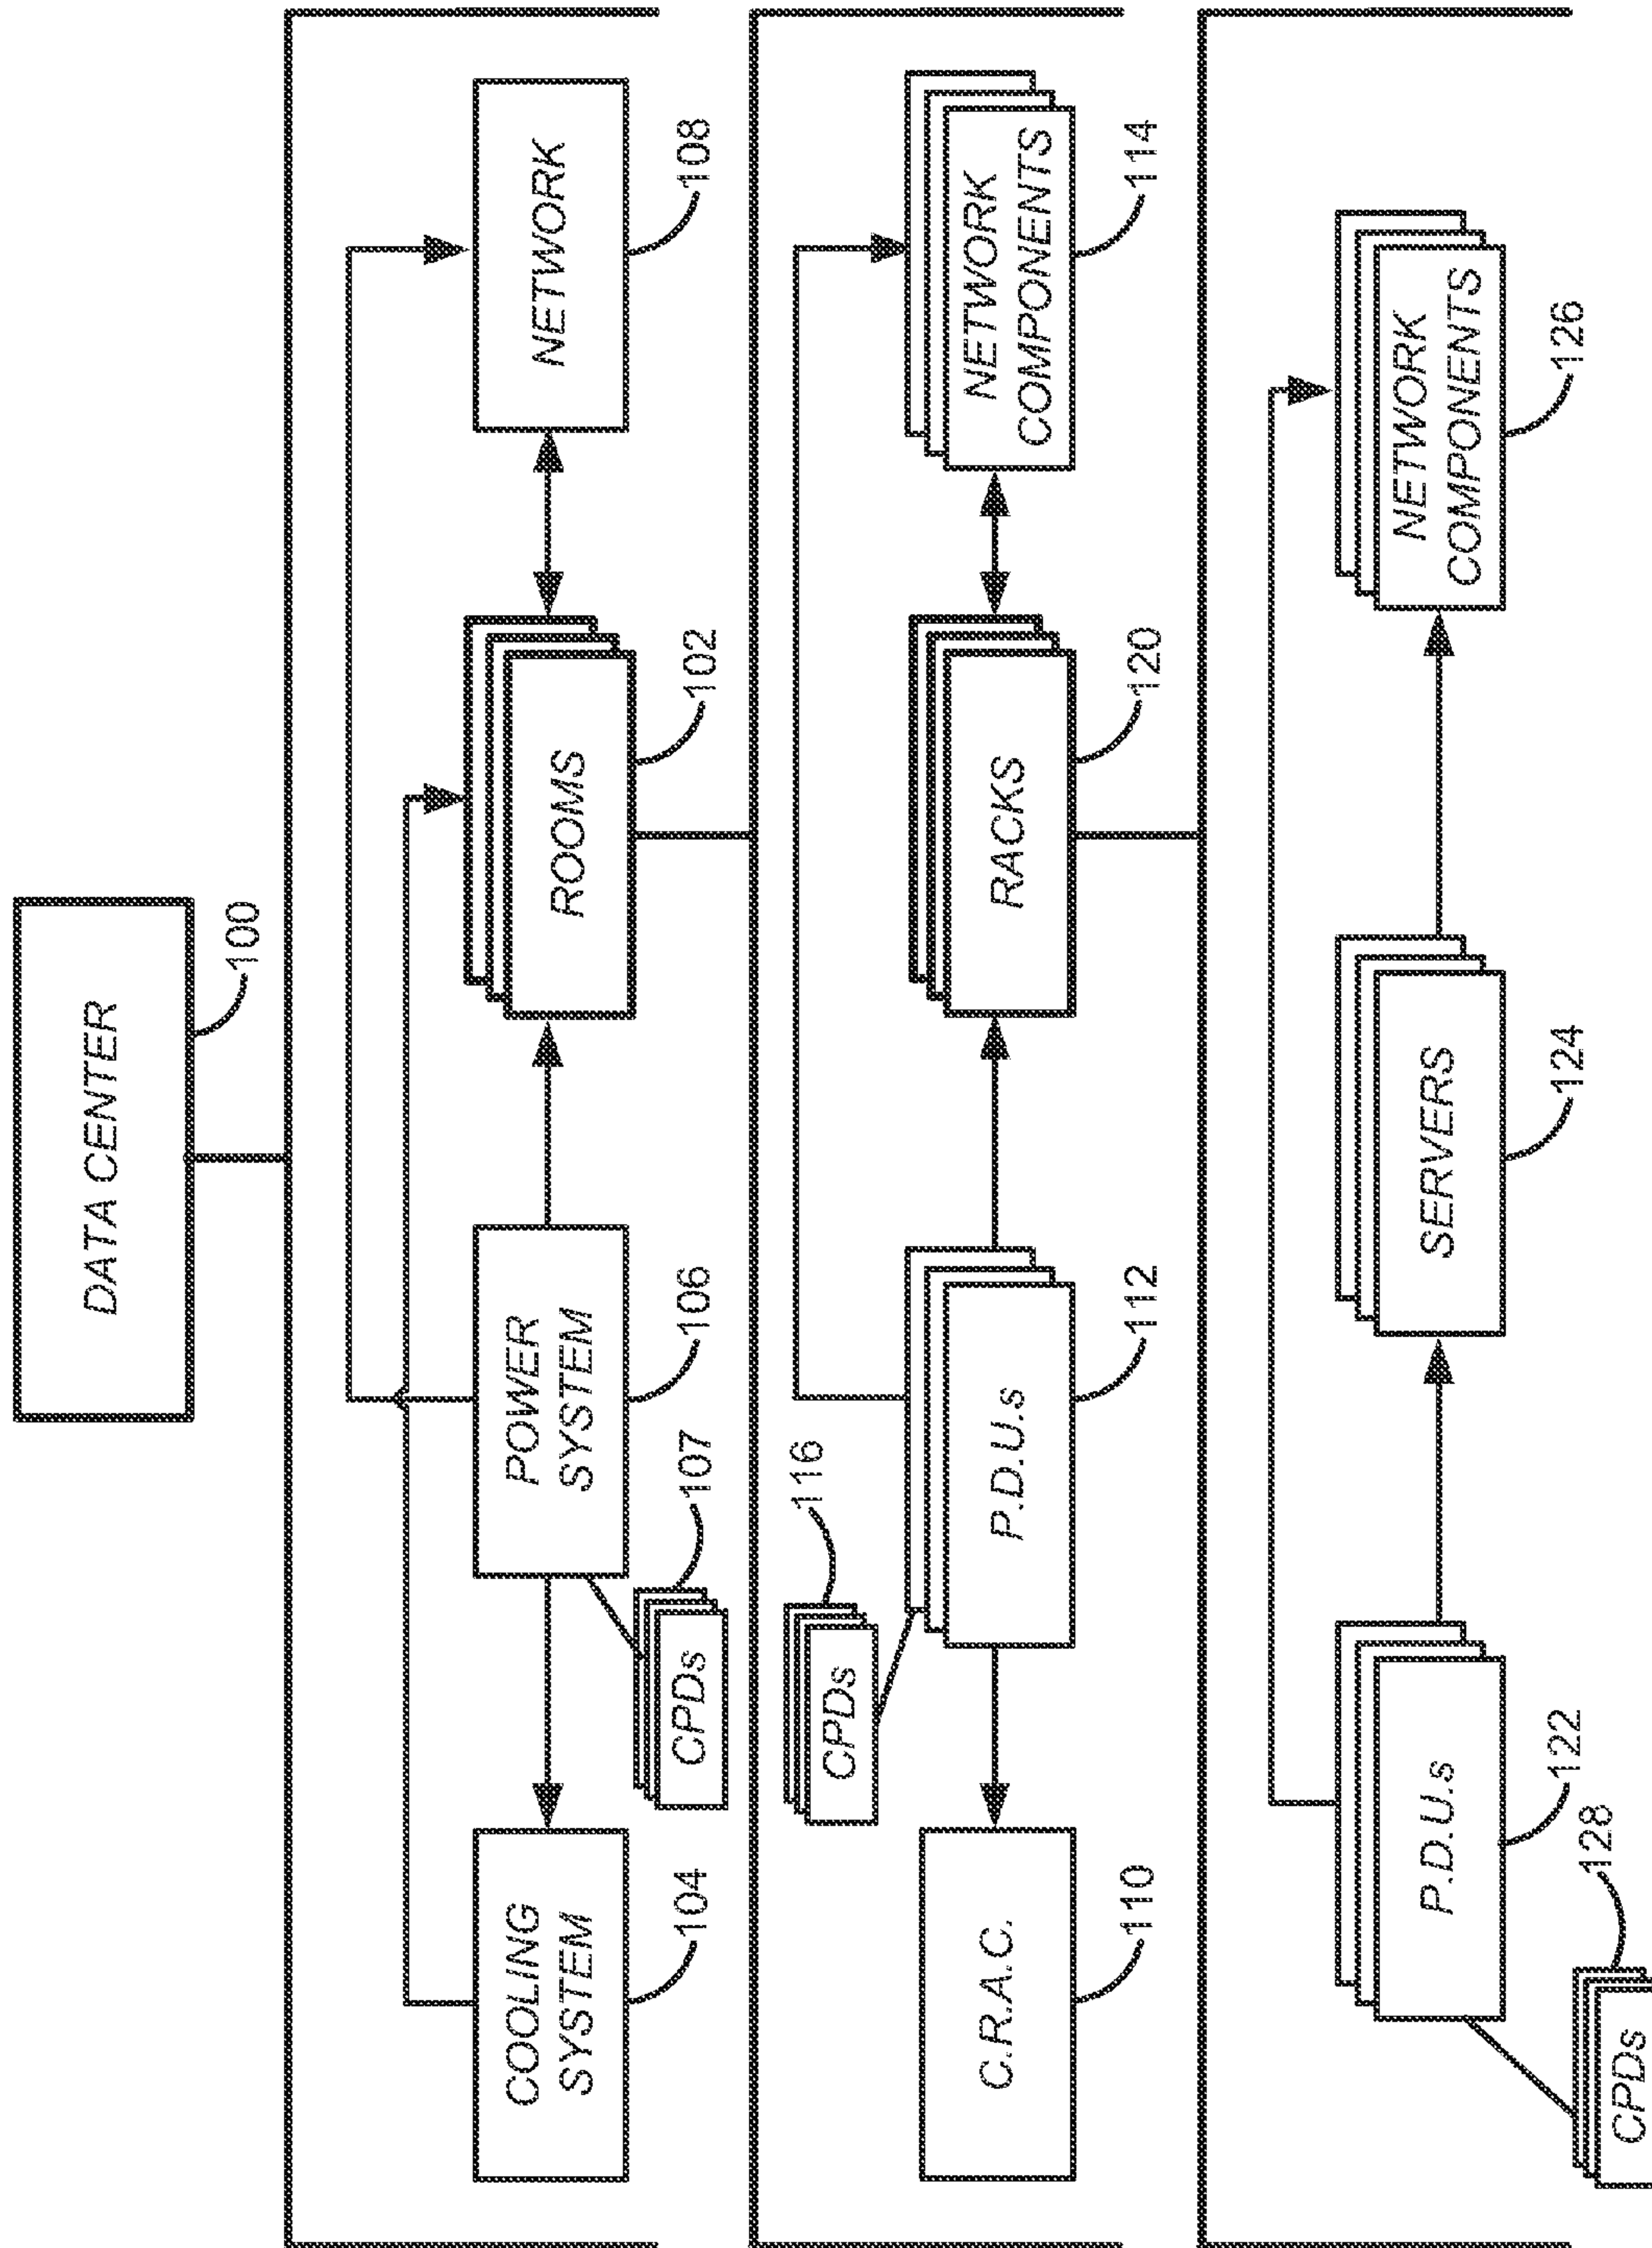 DATA CENTER
100
COOLING
SYSTEM
104
POWER
SYSTEM
106
CPDs
107
ROOMS
102
NETWORK
108
C.R.A.C.
110
CPDs
116
P.D.U.s
112
RACKS
120
NETWORK
COMPONENTS
114
CPDs
128
P.D.U.s
122
SERVERS
124
NETWORK
COMPONENTS
126